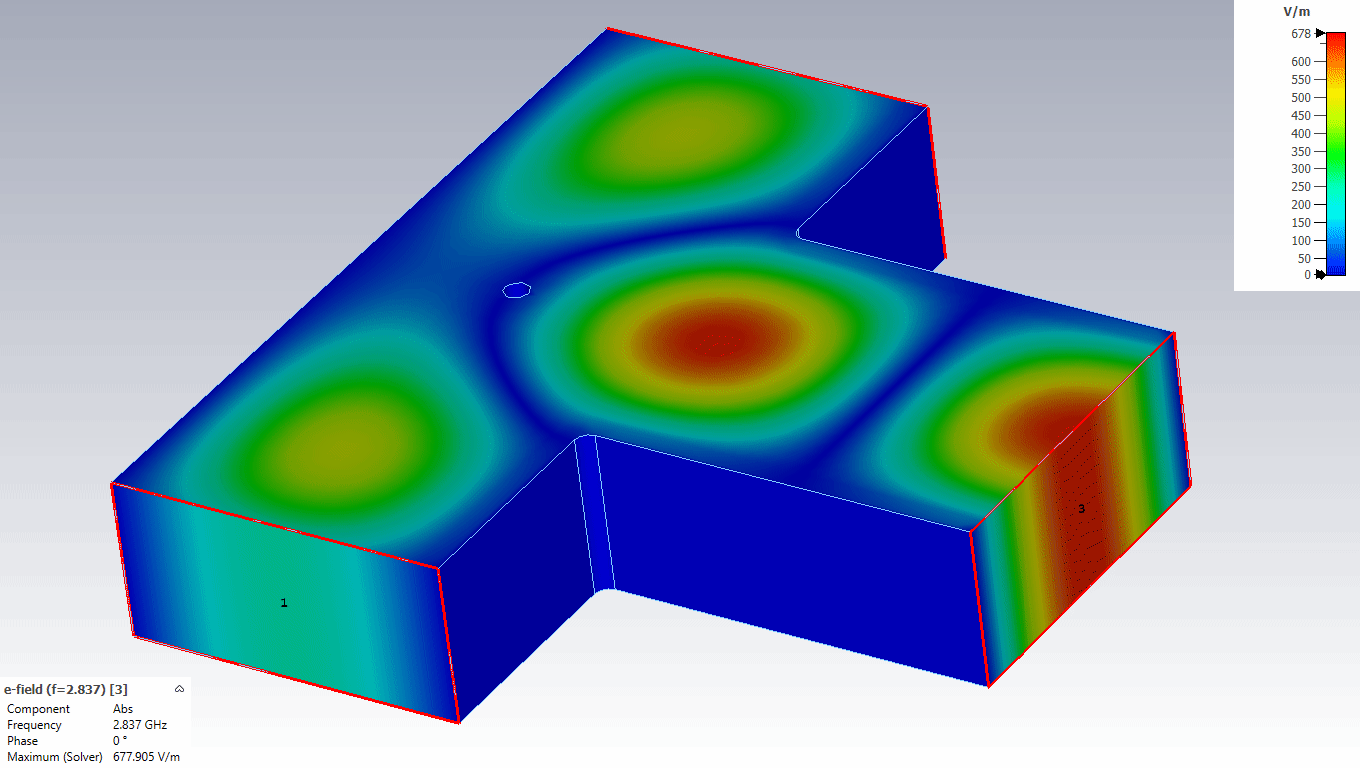 V/m
678
600
550
500
450
400
350
300
250
200
150
100
50
0
3
1
e-field (f=2.837) [3]
Component Abs
Frequency 2.837 GHz
Phase 0 °
Maximum (Solver) 677.905 V/m